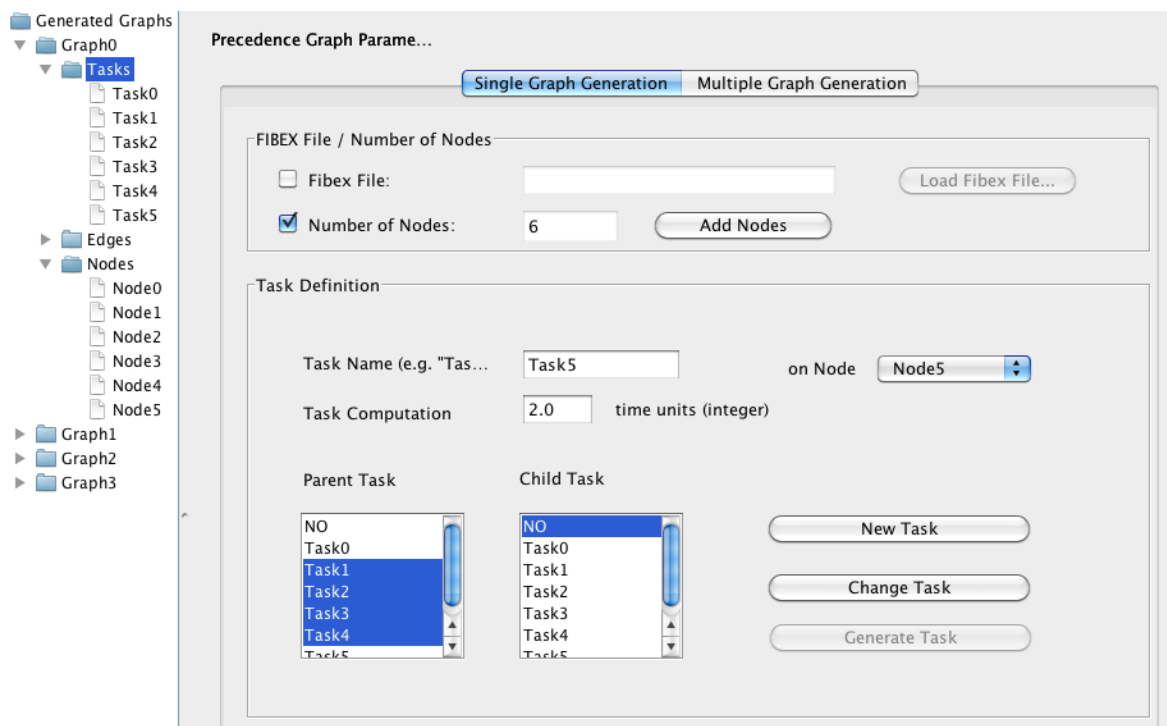 Generated Graphs
Graph0
Tasks
Task0
Task1
Task2
Task3
Task4
Task5
Edges
Nodes
Node0
Node1
Node2
Node3
Node4
Node5
Graph1
Graph2
Graph3
Precedence Graph Parame...
Single Graph Generation Multiple Graph Generation
FIBEX File / Number of Nodes
Fibex File: Load Fibex File...
Number of Nodes: 6 Add Nodes
Task Definition
Task Name (e.g. "Tas... Task5 on Node Node5
Task Computation 2.0 time units (integer)
Parent Task
NO
Task0
Task1
Task2
Task3
Task4
Task5
Child Task
NO
Task0
Task1
Task2
Task3
Task4
Task5
New Task
Change Task
Generate Task